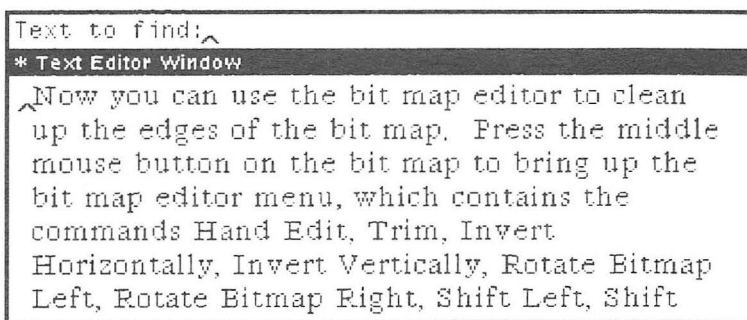 Text to find:
* Text Editor Window
Now you can use the bit map editor to clean
up the edges of the bit map. Press the middle
mouse button on the bit map to bring up the
bit map editor menu, which contains the
commands Hand Edit, Trim, Invert
Horizontally, Invert Vertically, Rotate Bitmap
Left, Rotate Bitmap Right, Shift Left, Shift